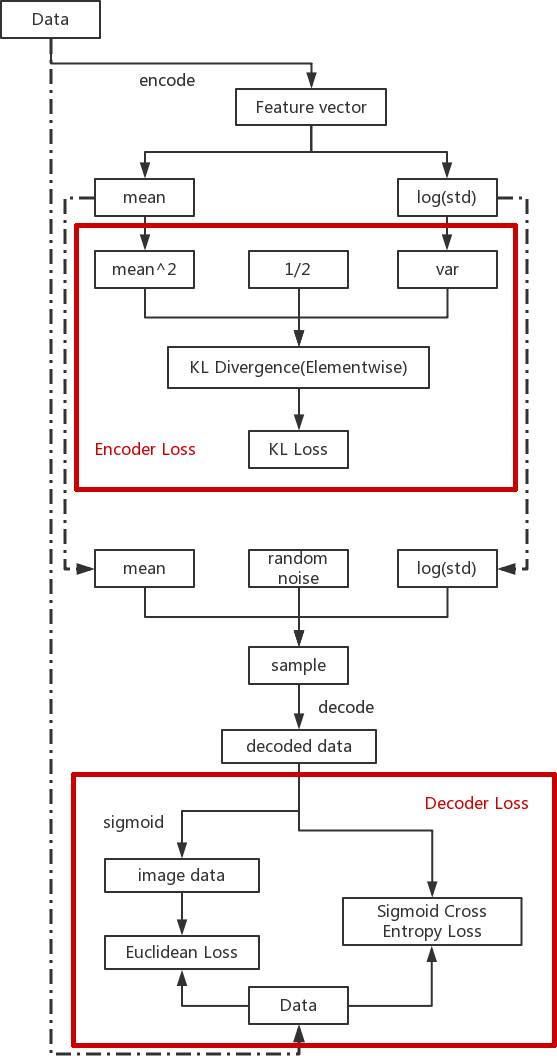 Data
encode
Feature vector
mean
log(std)
mean^2
1/2
var
KL Divergence(Elementwise)
Encoder Loss
KL Loss
mean
random
noise
log(std)
sample
decode
decoded data
Decoder Loss
sigmoid
image data
Sigmoid Cross
Entropy Loss
Euclidean Loss
Data